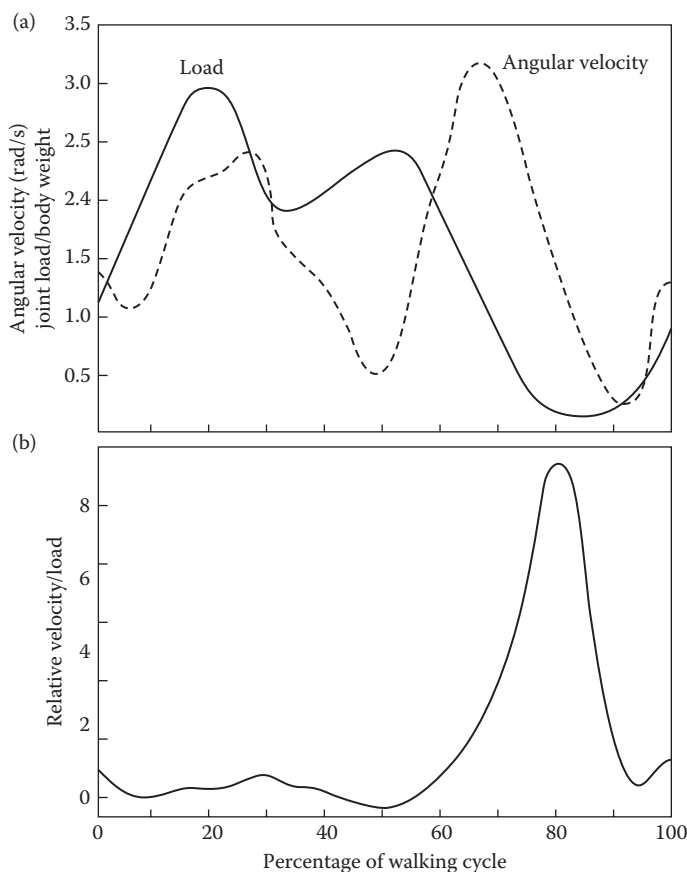 (a)
3.5
3.0
2.5
2.4
1.5
1.0
0.5
Angular velocity (rad/s)
joint load/body weight
Load
Angular velocity
(b)
8
6
4
2
0
Relative velocity/load
0 20 40 60 80 100
Percentage of walking cycle